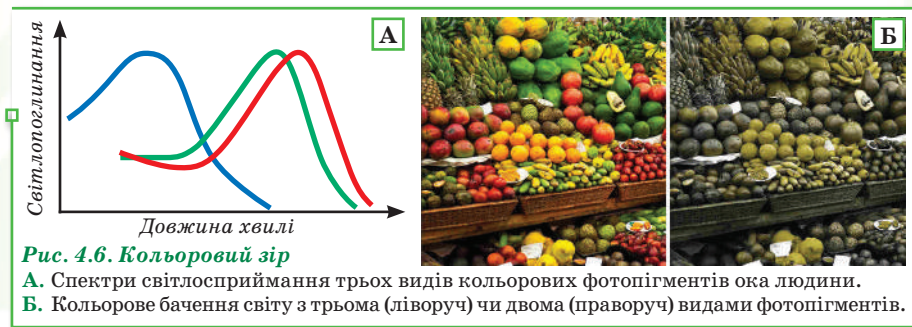 Світлопоглинання
А
Б
Довжина хвилі
Рис. 4.6. Кольоровий зір
А. Спектри світлосприймання трьох видів кольорових фотопігментів ока людини.
Б. Кольорове бачення світу з трьома (ліворуч) чи двома (праворуч) видами фотопігментів.